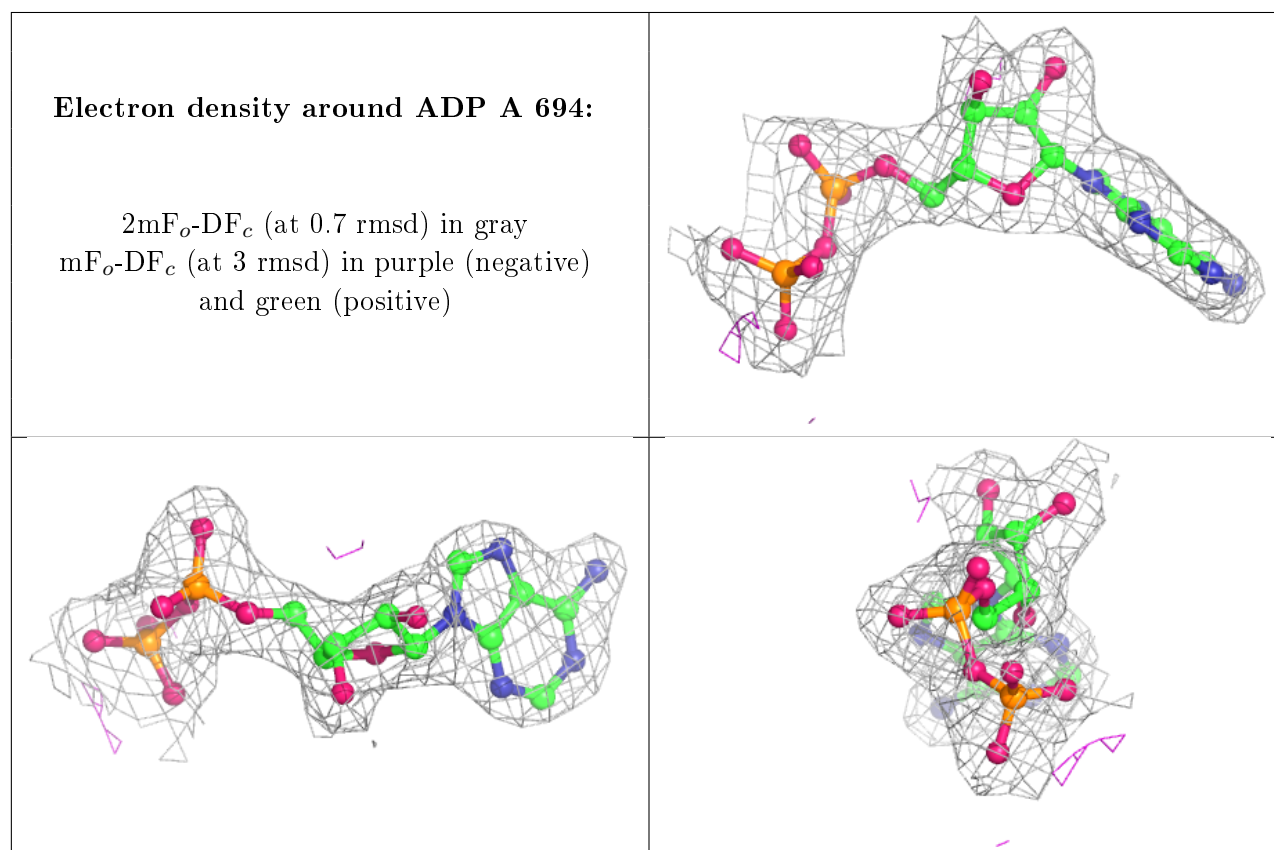 Electron density around ADP A 694:
2mFo-DFc (at 0.7 rmsd) in gray
mFo-DFc (at 3 rmsd) in purple (negative)
and green (positive)